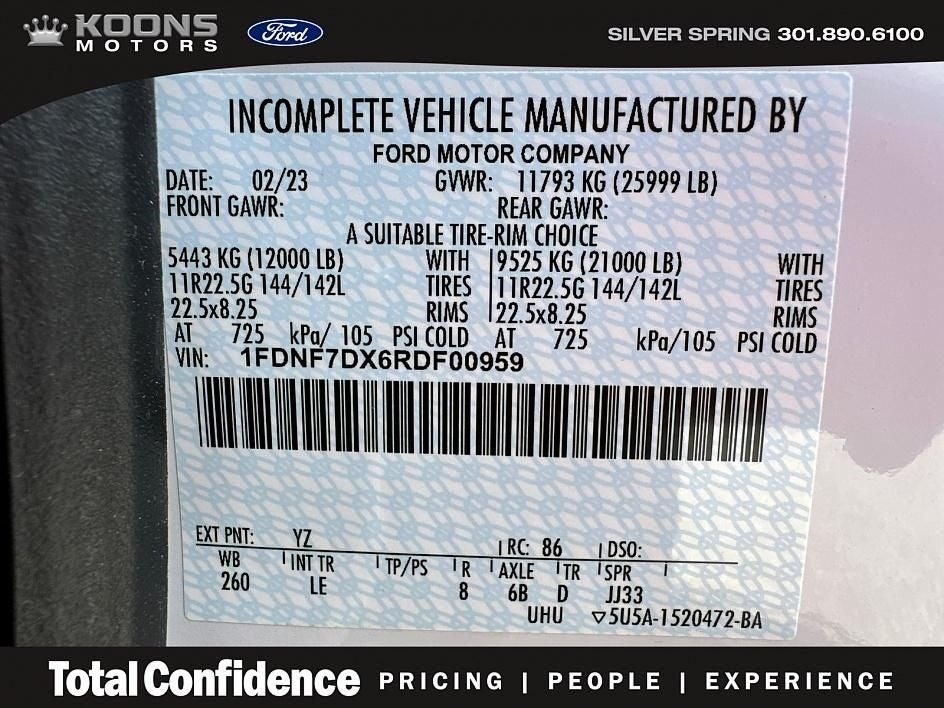 KOONS
MOTORS
Ford
SILVER SPRING 301.890.6100
INCOMPLETE VEHICLE MANUFACTURED BY
FORD MOTOR COMPANY
DATE: 02/23 GVWR: 11793 KG (25999 LB)
FRONT GAWR: REAR GAWR:
A SUITABLE TIRE-RIM CHOICE
5443 KG (12000 LB) WITH 9525 KG (21000 LB) WITH
11R22.5G 144/142L TIRES 11R22.5G 144/142L TIRES
22.5x8.25 RIMS 22.5x8.25 RIMS
AT 725 kPa/ 105 PSI COLD AT 725 kPa/105 PSI COLD
VIN: 1FDNF7DX6RDF00959
EXT PNT: YZ RC: 86 DSO:
WB INT TR TP/PS R AXLE TR SPR
260 LE 8 6B D JJ33
UHU ▽5U5A-1520472-BA
Total Confidence PRICING | PEOPLE | EXPERIENCE